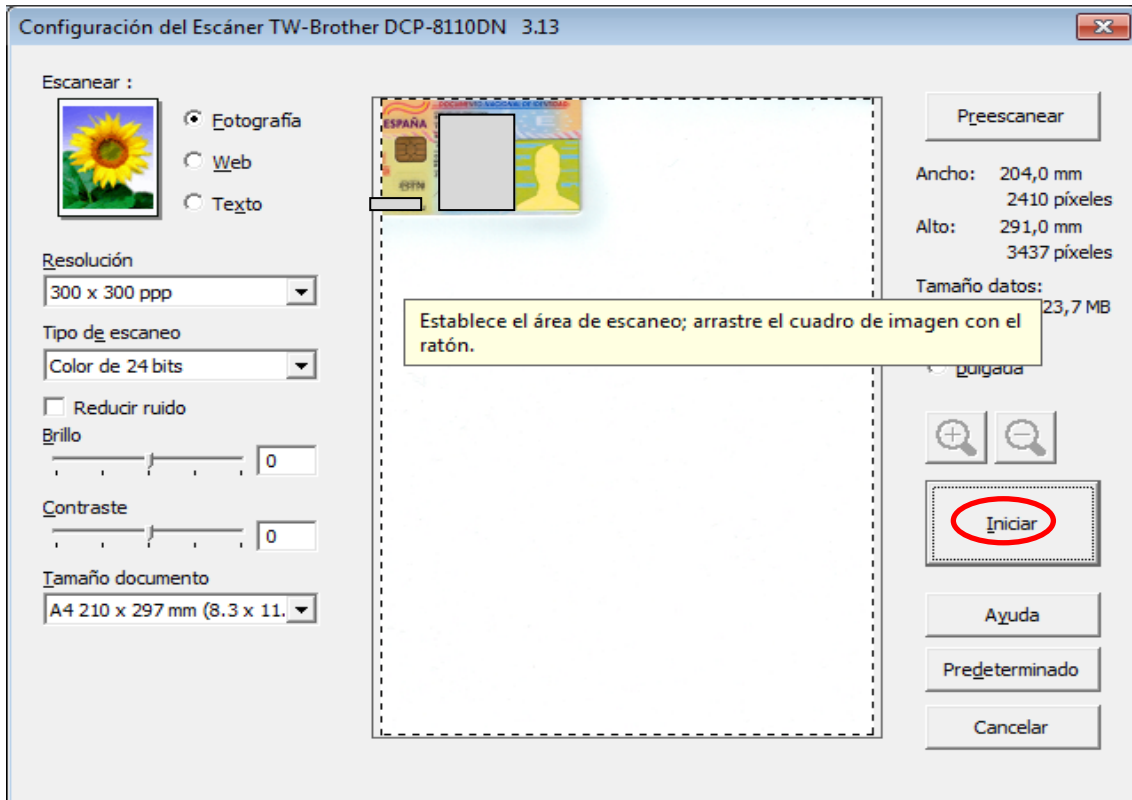 Configuración del Escáner TW-Brother DCP-8110DN 3.13
Escanear :
Fotografía
Web
Texto
Resolución
300 x 300 ppp
Tipo de escaneo
Color de 24 bits
Reducir ruido
Brillo
0
Contraste
0
Tamaño documento
A4 210 x 297 mm (8.3 x 11.
DOCUMENTO NACIONAL DE IDENTIDAD
ESPAÑA
Establece el área de escaneo; arrastre el cuadro de imagen con el
ratón.
Preescanear
Ancho: 204,0 mm
2410 píxeles
Alto: 291,0 mm
3437 píxeles
Tamaño datos:
23,7 MB
Pulgada
Iniciar
Ayuda
Predeterminado
Cancelar